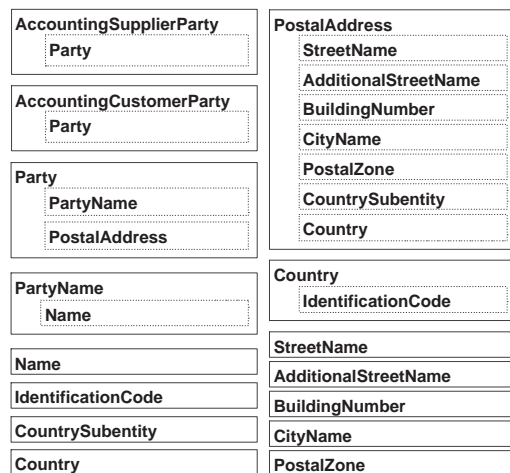 AccountingSupplierParty
Party
AccountingCustomerParty
Party
Party
PartyName
PostalAddress
PartyName
Name
Name
IdentificationCode
CountrySubentity
Country
PostalAddress
StreetName
AdditionalStreetName
BuildingNumber
CityName
PostalZone
CountrySubentity
Country
Country
IdentificationCode
StreetName
AdditionalStreetName
BuildingNumber
CityName
PostalZone